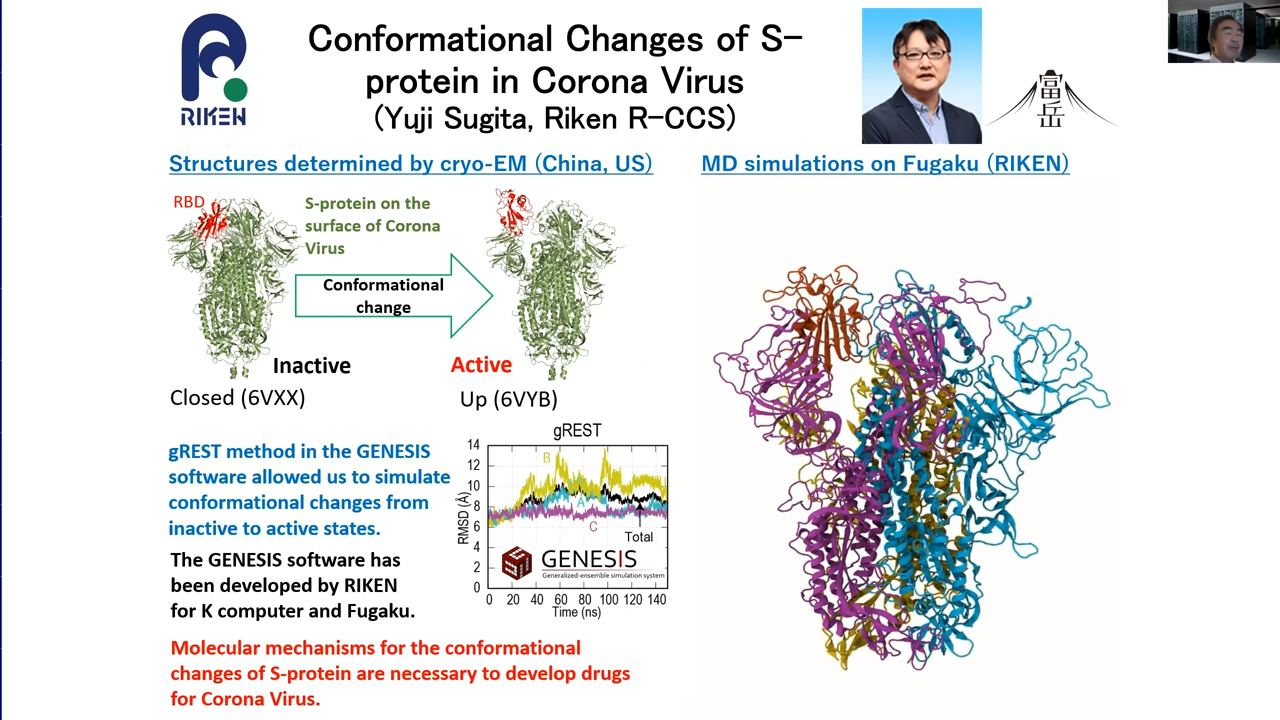 RIKEN
Conformational Changes of S-
protein in Corona Virus
(Yuji Sugita, Riken R-CCS)
富
岳
Structures determined by cryo-EM (China, US)
MD simulations on Fugaku (RIKEN)
RBD
S-protein on the
surface of Corona
Virus
Conformational
change
Inactive
Active
Closed (6VXX)
Up (6VYB)
gREST method in the GENESIS
software allowed us to simulate
conformational changes from
inactive to active states.
The GENESIS software has
been developed by RIKEN
for K computer and Fugaku.
gREST
14
12
10
8
6
4
2
0
RMSD (Å)
B
A
C
Total
GENESIS
Generalized-ensemble simulation system
0 20 40 60 80 100 120 140
Time (ns)
Molecular mechanisms for the conformational
changes of S-protein are necessary to develop drugs
for Corona Virus.